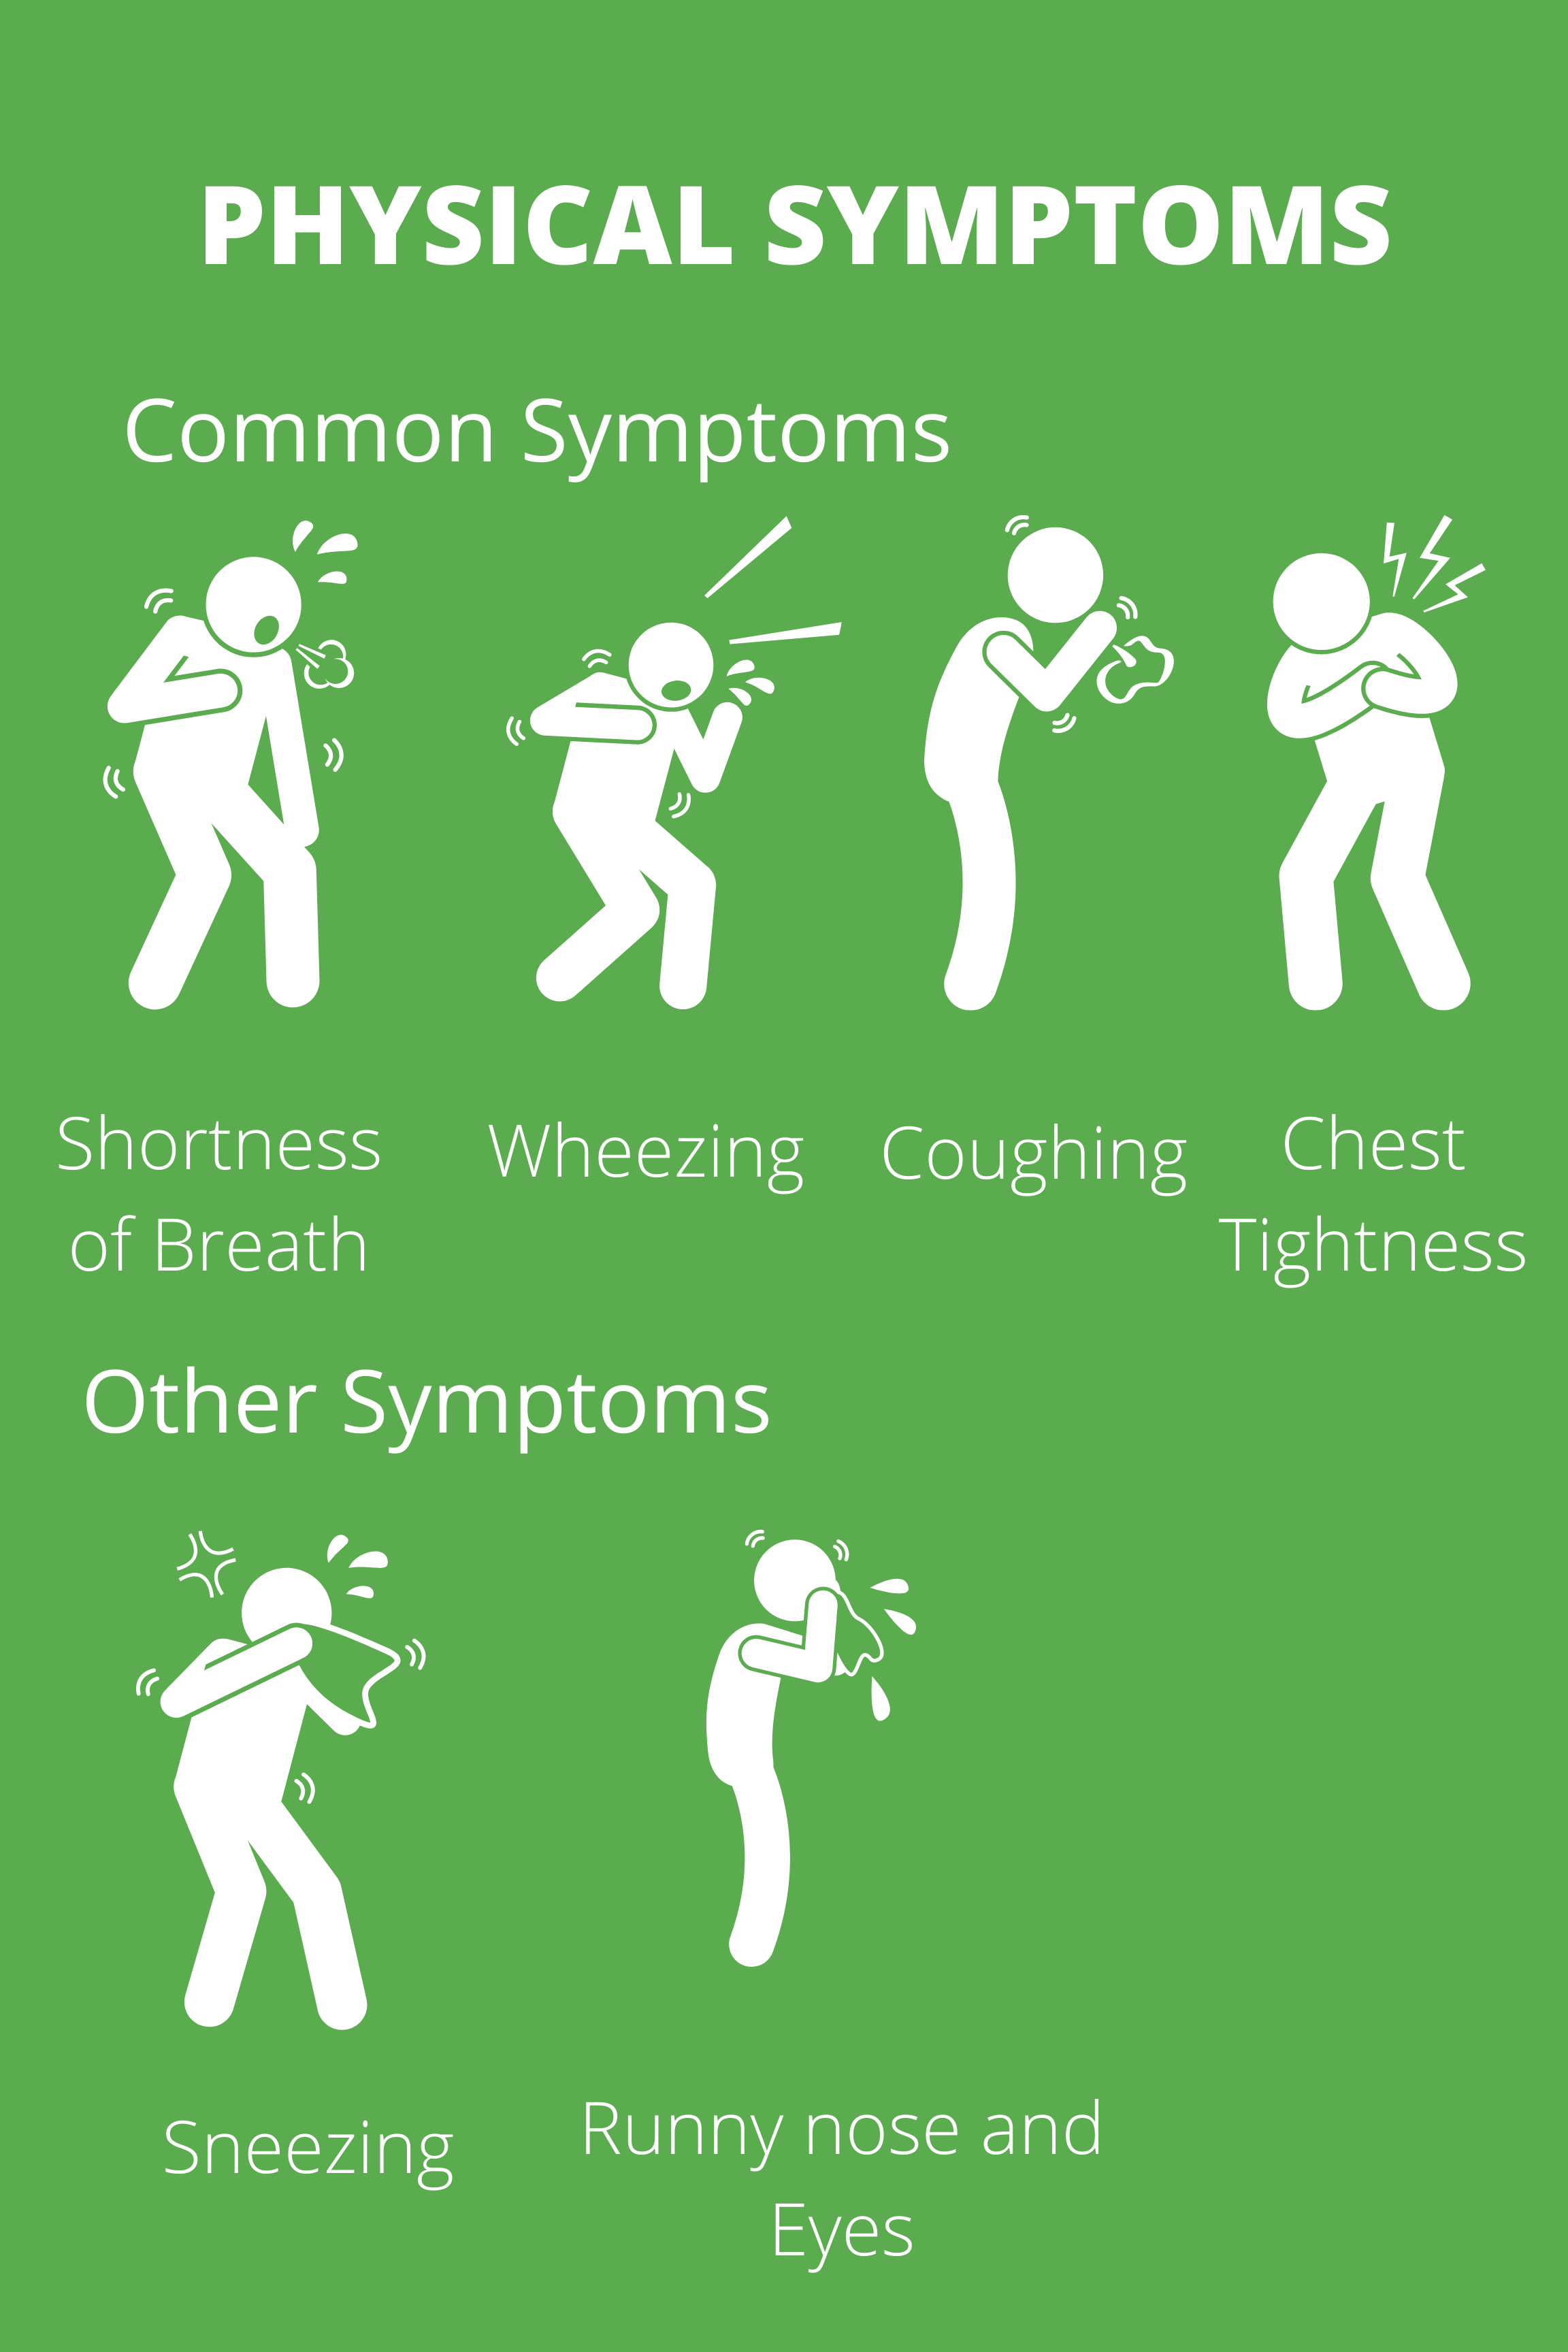 PHYSICAL SYMPTOMS
Common Symptoms
Shortness
of Breath
Wheezing
Coughing
Chest
Tightness
Other Symptoms
Sneezing
Runny nose and
Eyes